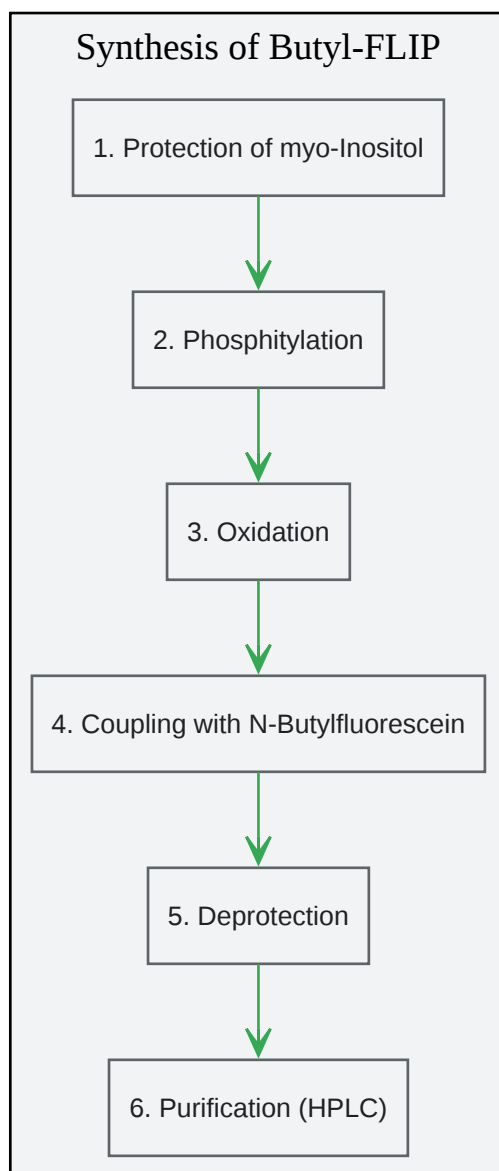 Synthesis of Butyl-FLIP
1. Protection of myo-Inositol
2. Phosphitylation
3. Oxidation
4. Coupling with N-Butylfluorescein
5. Deprotection
6. Purification (HPLC)